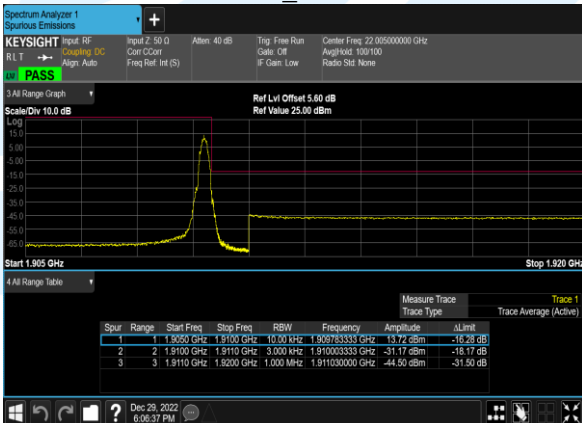 Spectrum Analyzer 1
Spurious Emissions
+
KEYSIGHT Input: RF Input Z: 50 Ω Atten: 40 dB Trig: Free Run Center Freq: 22.005000000 GHz
RLT Coupling: DC Corr CCorr Gate: Off Avg|Hold: 100/100
Align: Auto Freq Ref: Int (S) IF Gain: Low Radio Std: None
PASS
3 All Range Graph
Ref Lvl Offset 5.60 dB
Scale/Div 10.0 dB Ref Value 25.00 dBm
Log
15.0
5.00
-5.00
-15.0
-25.0
-35.0
-45.0
-55.0
-65.0
Start 1.905 GHz Stop 1.920 GHz
4 All Range Table
Measure Trace Trace 1
Trace Type Trace Average (Active)
Spur Range Start Freq Stop Freq RBW Frequency Amplitude ΔLimit
1 1 1.9050 GHz 1.9100 GHz 10.00 kHz 1.909783333 GHz 13.72 dBm -16.28 dB
2 2 1.9100 GHz 1.9110 GHz 3.000 kHz 1.910003333 GHz -31.17 dBm -18.17 dB
3 3 1.9110 GHz 1.9200 GHz 1.000 MHz 1.911030000 GHz -44.50 dBm -31.50 dB
? Dec 29, 2022
6:06:37 PM